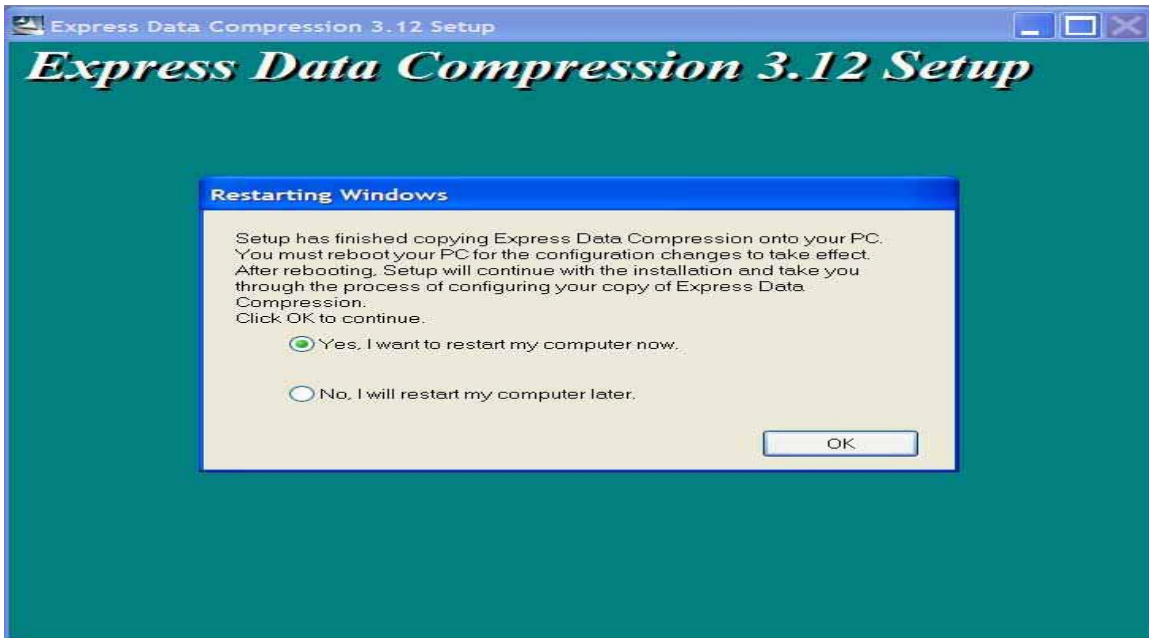 Express Data Compression 3.12 Setup
Express Data Compression 3.12 Setup
Restarting Windows
Setup has finished copying Express Data Compression onto your PC.
You must reboot your PC for the configuration changes to take effect.
After rebooting, Setup will continue with the installation and take you
through the process of configuring your copy of Express Data
Compression.
Click OK to continue.
Yes, I want to restart my computer now.
No, I will restart my computer later.
OK